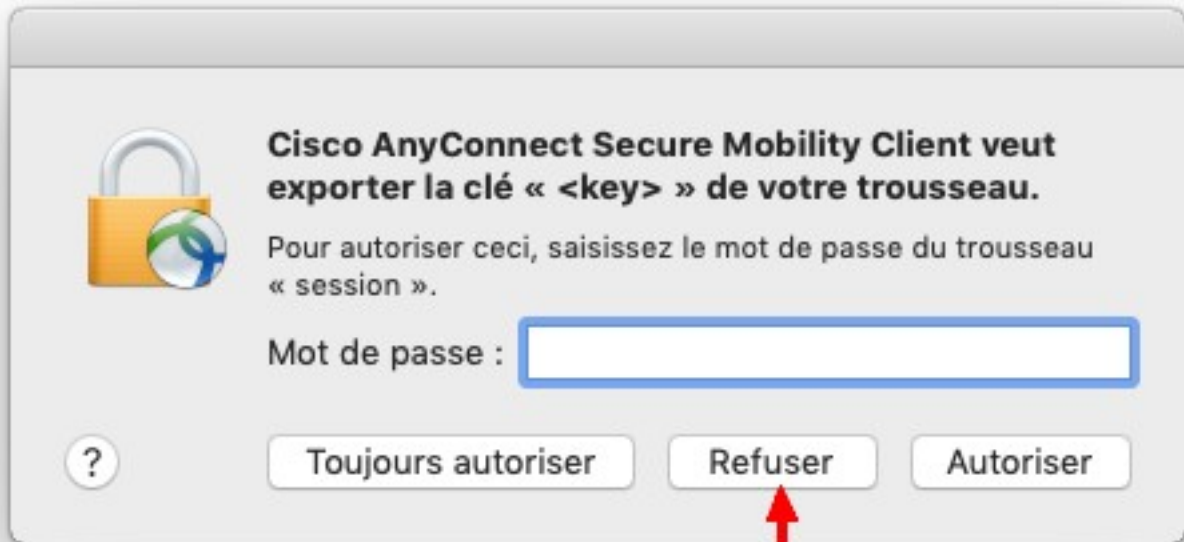 Cisco AnyConnect Secure Mobility Client veut
exporter la clé « <key> » de votre trousseau.
Pour autoriser ceci, saisissez le mot de passe du trousseau
« session ».
Mot de passe :
?
Toujours autoriser
Refuser
Autoriser